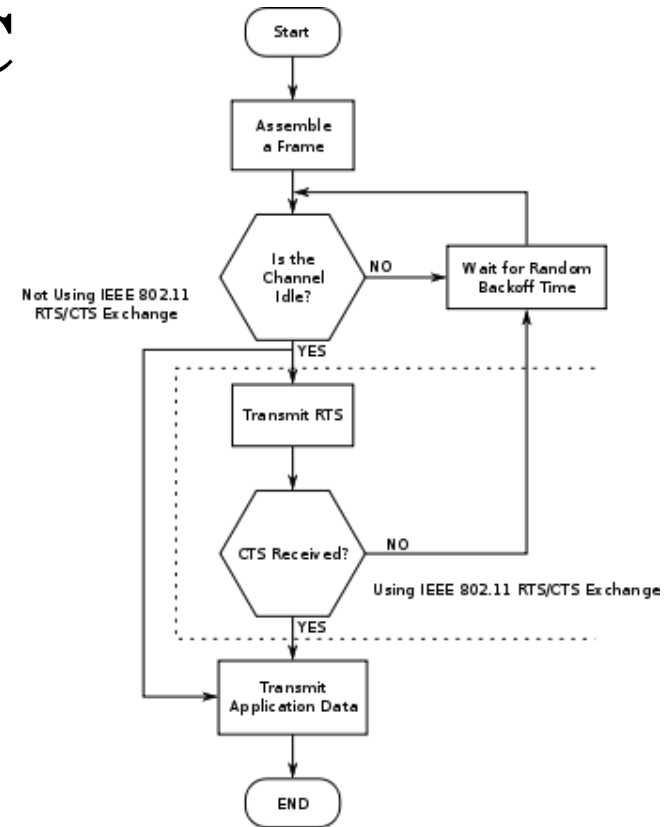 Start
Assemble
a Frame
Is the
Channel
Idle?
NO
Wait for Random
Backoff Time
Not Using IEEE 802.11
RTS/CTS Exchange
YES
Transmit RTS
CTS Received?
NO
Using IEEE 802.11 RTS/CTS Exchange
YES
Transmit
Application Data
END